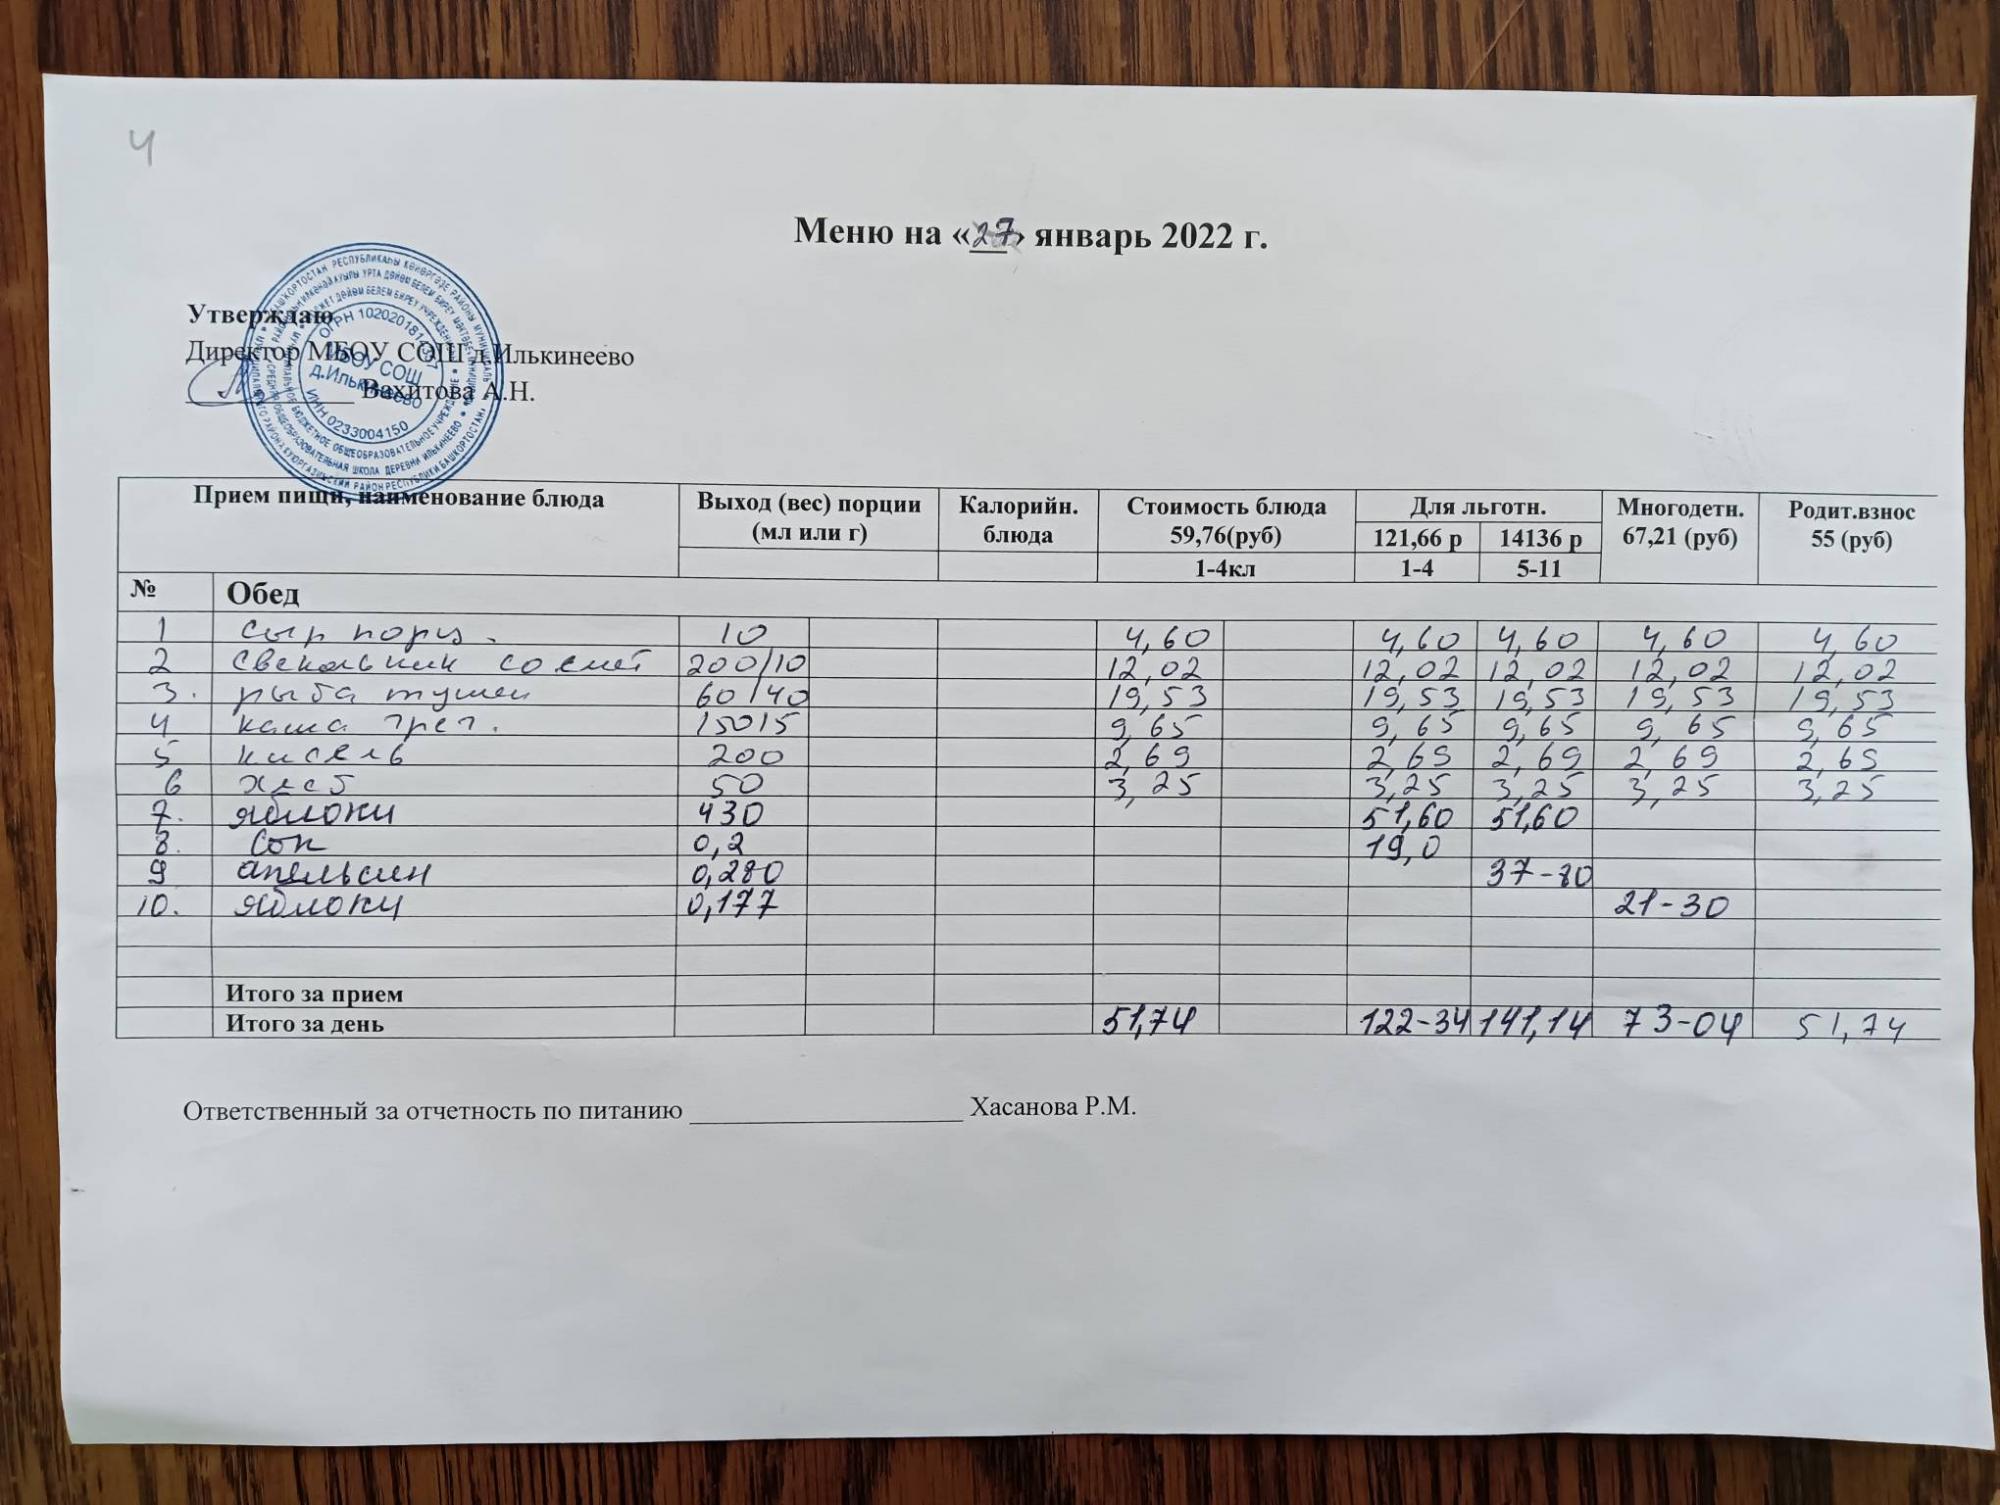 4
Меню на «27» январь 2022 г.
Утверждаю
Директор МБОУ СОШ д.Илькинеево
Вахитова А.Н.
ОГРН 1020201814
МБОУ СОШ
д.Илькинеево
ИНН 0233004150
Прием пищи, наименование блюда Выход (вес) порции (мл или г) Калорийн. блюда Стоимость блюда 59,76(руб) Для льготн. Многодетн. 67,21 (руб) Родит.взнос 55 (руб)
121,66 р 14136 р
1-4кл 1-4 5-11
№ Обед
1 сыр порц. 10 4,60 4,60 4,60 4,60 4,60
2 свекольник со смет 200/10 12,02 12,02 12,02 12,02 12,02
3. рыба тушен 60/40 19,53 19,53 19,53 19,53 19,53
4 каша греч. 15015 9,65 9,65 9,65 9,65 9,65
5 кисель 200 2,69 2,69 2,69 2,69 2,69
6 хлеб 50 3,25 3,25 3,25 3,25 3,25
7. яблоки 430 51,60 51,60
8. Сок 0,2 19,0
9 апельсин 0,280 37-80
10. яблоки 0,177 21-30
Итого за прием
Итого за день 51,74 122-34 141,14 73-04 51,74
Ответственный за отчетность по питанию Хасанова Р.М.